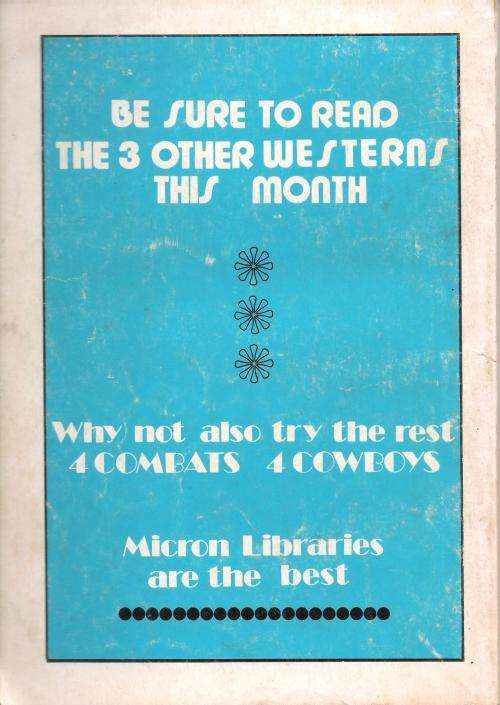 BE SURE TO READ
THE 3 OTHER WESTERNS
THIS MONTH
Why not also try the rest
4 COMBATS 4 COWBOYS
Micron Libraries
are the best